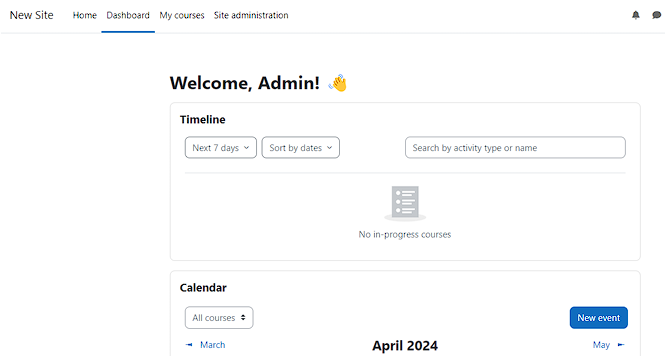 New Site Home Dashboard My courses Site administration
Welcome, Admin! 👋
Timeline
Next 7 days Sort by dates Search by activity type or name
No in-progress courses
Calendar
All courses New event
◄ March April 2024 May ►